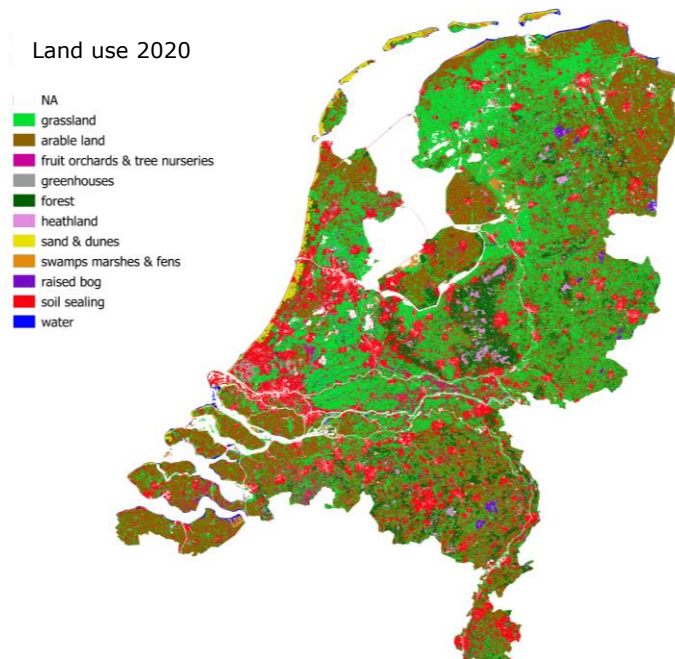 Land use 2020
NA
grassland
arable land
fruit orchards & tree nurseries
greenhouses
forest
heathland
sand & dunes
swamps marshes & fens
raised bog
soil sealing
water